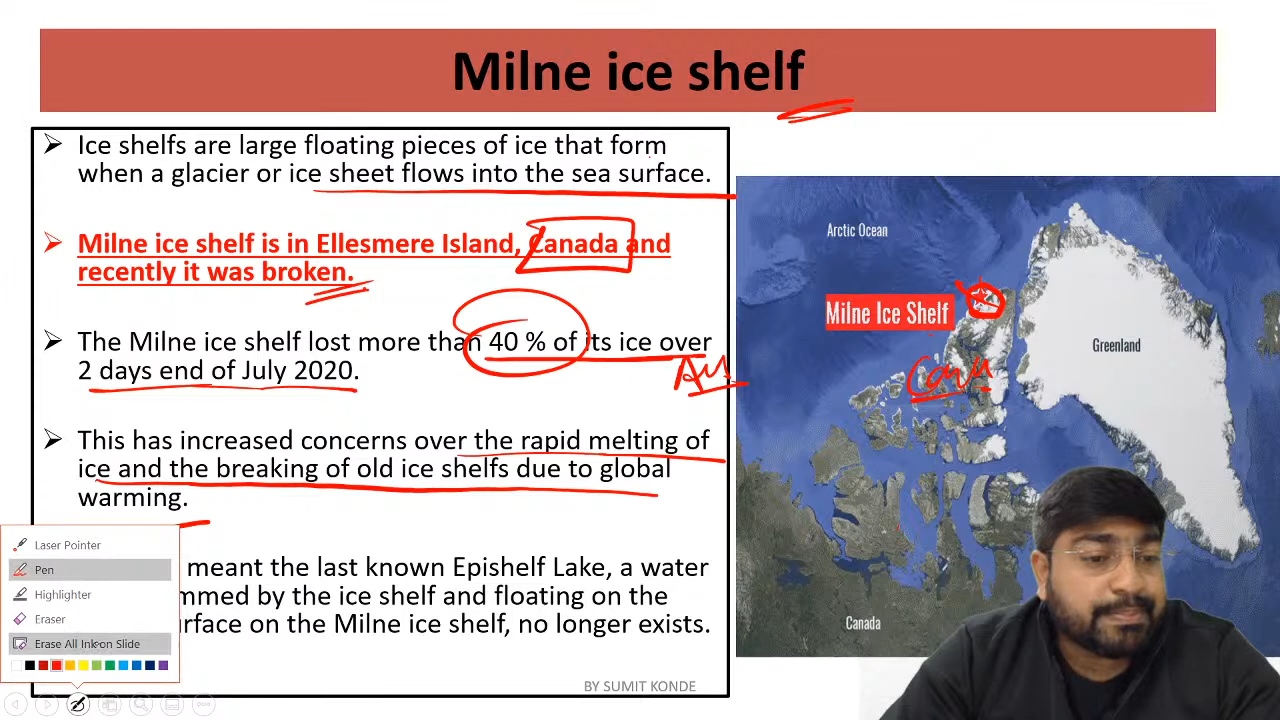 Milne ice shelf
Ice shelfs are large floating pieces of ice that form
when a glacier or ice sheet flows into the sea surface.
Milne ice shelf is in Ellesmere Island, Canada and
recently it was broken.
The Milne ice shelf lost more than 40 % of its ice over
2 days end of July 2020.
This has increased concerns over the rapid melting of
ice and the breaking of old ice shelfs due to global
warming.
meant the last known Epishelf Lake, a water
by the ice shelf and floating on the
on the Milne ice shelf, no longer exists.
BY SUMIT KONDE
Arctic Ocean
Milne Ice Shelf
Greenland
Canada
Laser Pointer
Pen
Highlighter
Eraser
Erase All Ink on Slide